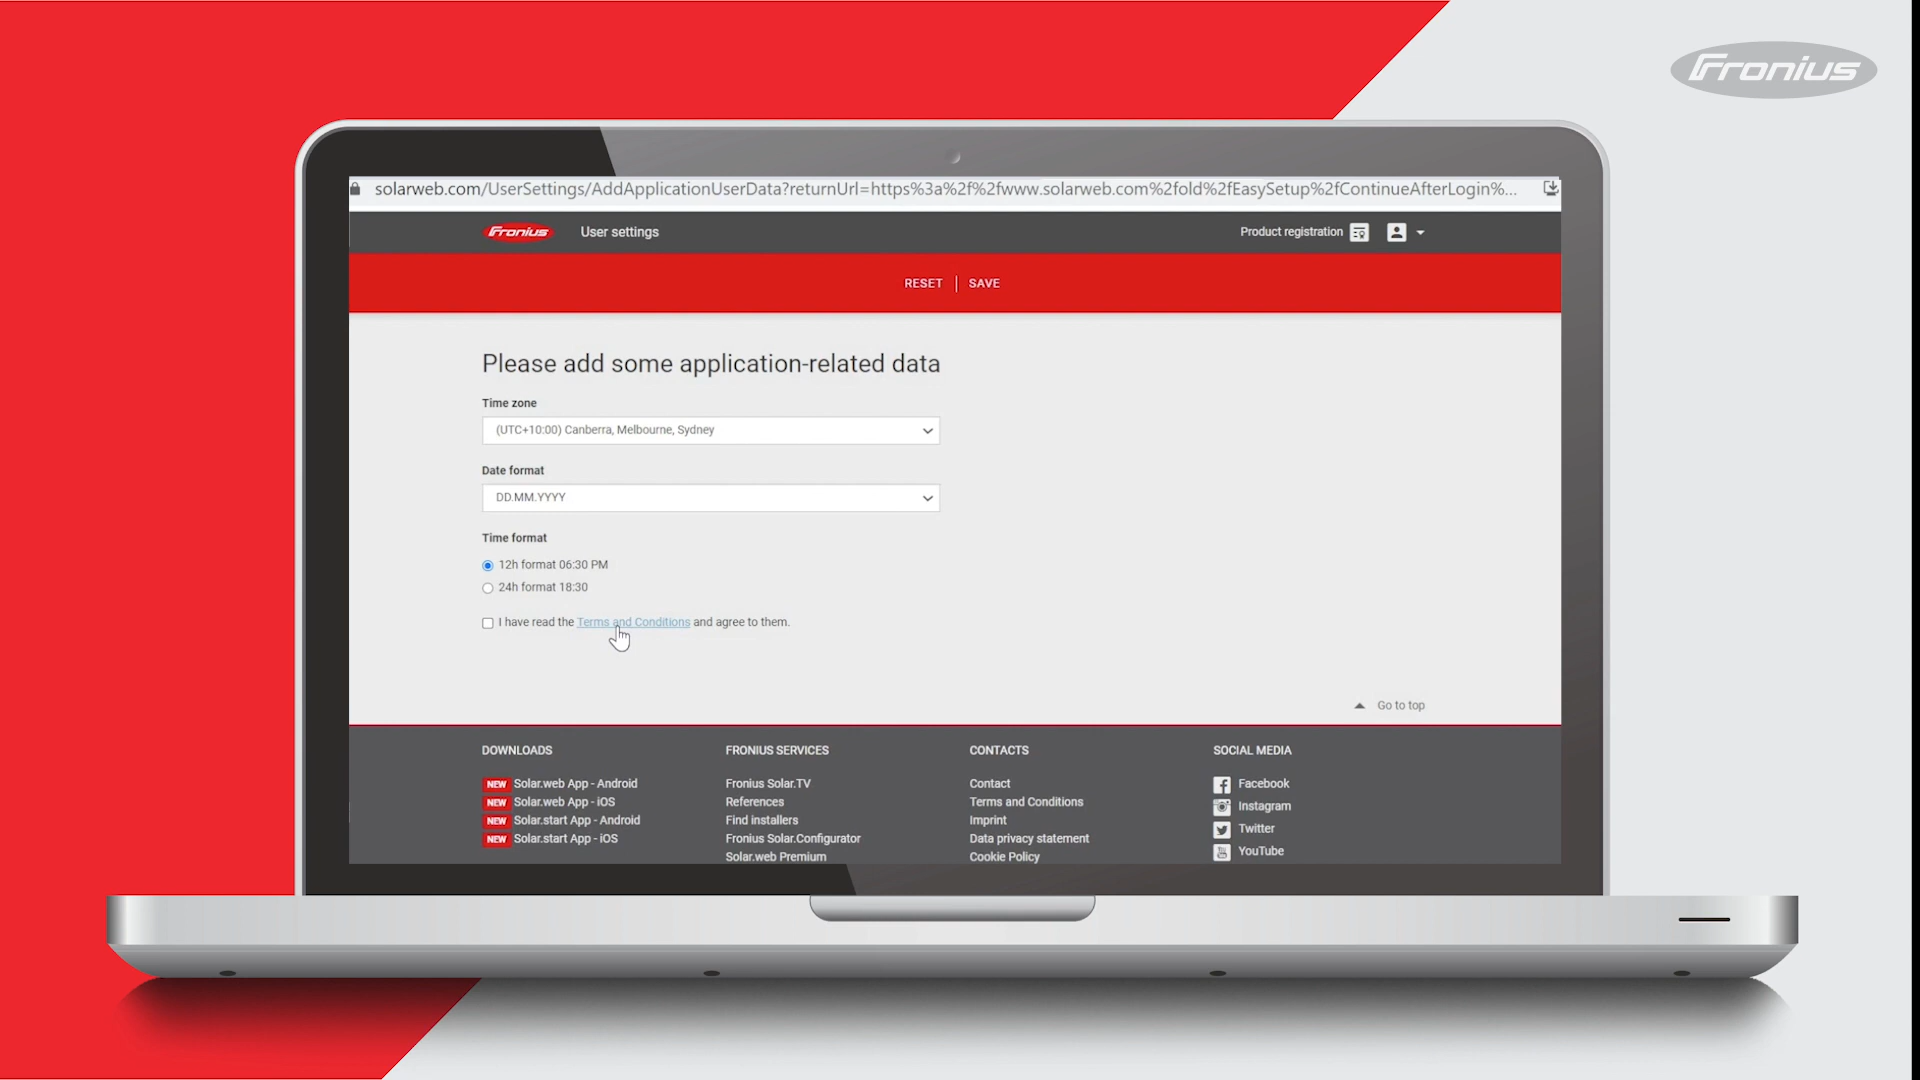 Fronius
solarweb.com/UserSettings/AddApplicationUserData?returnUrl=https%3a%2f%2fwww.solarweb.com%2fold%2fEasySetup%2fContinueAfterLogin%...
Fronius
User settings
Product registration
RESET | SAVE
Please add some application-related data
Time zone
(UTC+10:00) Canberra, Melbourne, Sydney
Date format
DD.MM.YYYY
Time format
12h format 06:30 PM
24h format 18:30
I have read the Terms and Conditions and agree to them.
Go to top
DOWNLOADS
NEW Solar.web App - Android
NEW Solar.web App - iOS
NEW Solar.start App - Android
NEW Solar.start App - iOS
FRONIUS SERVICES
Fronius Solar.TV
References
Find installers
Fronius Solar.Configurator
Solar.web Premium
CONTACTS
Contact
Terms and Conditions
Imprint
Data privacy statement
Cookie Policy
SOCIAL MEDIA
Facebook
Instagram
Twitter
YouTube